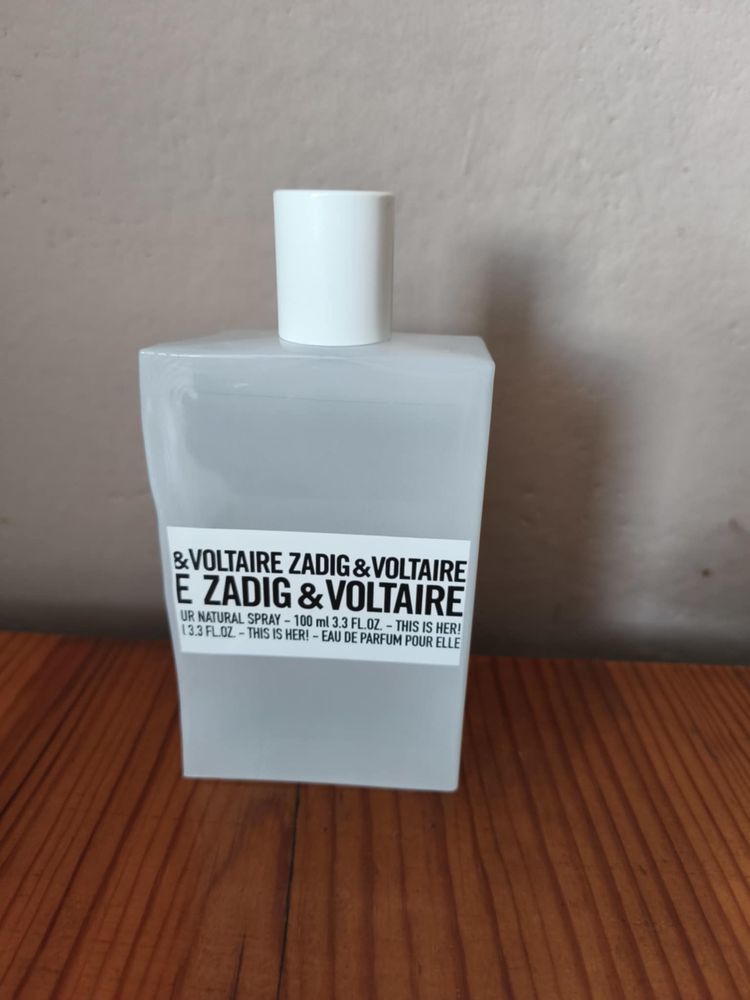 &VOLTAIRE ZADIG&VOLTAIRE
E ZADIG &VOLTAIRE
UR NATURAL SPRAY – 100 ml 3.3 FL.OZ. – THIS IS HER!
l 3.3 FL.OZ. – THIS IS HER! – EAU DE PARFUM POUR ELLE